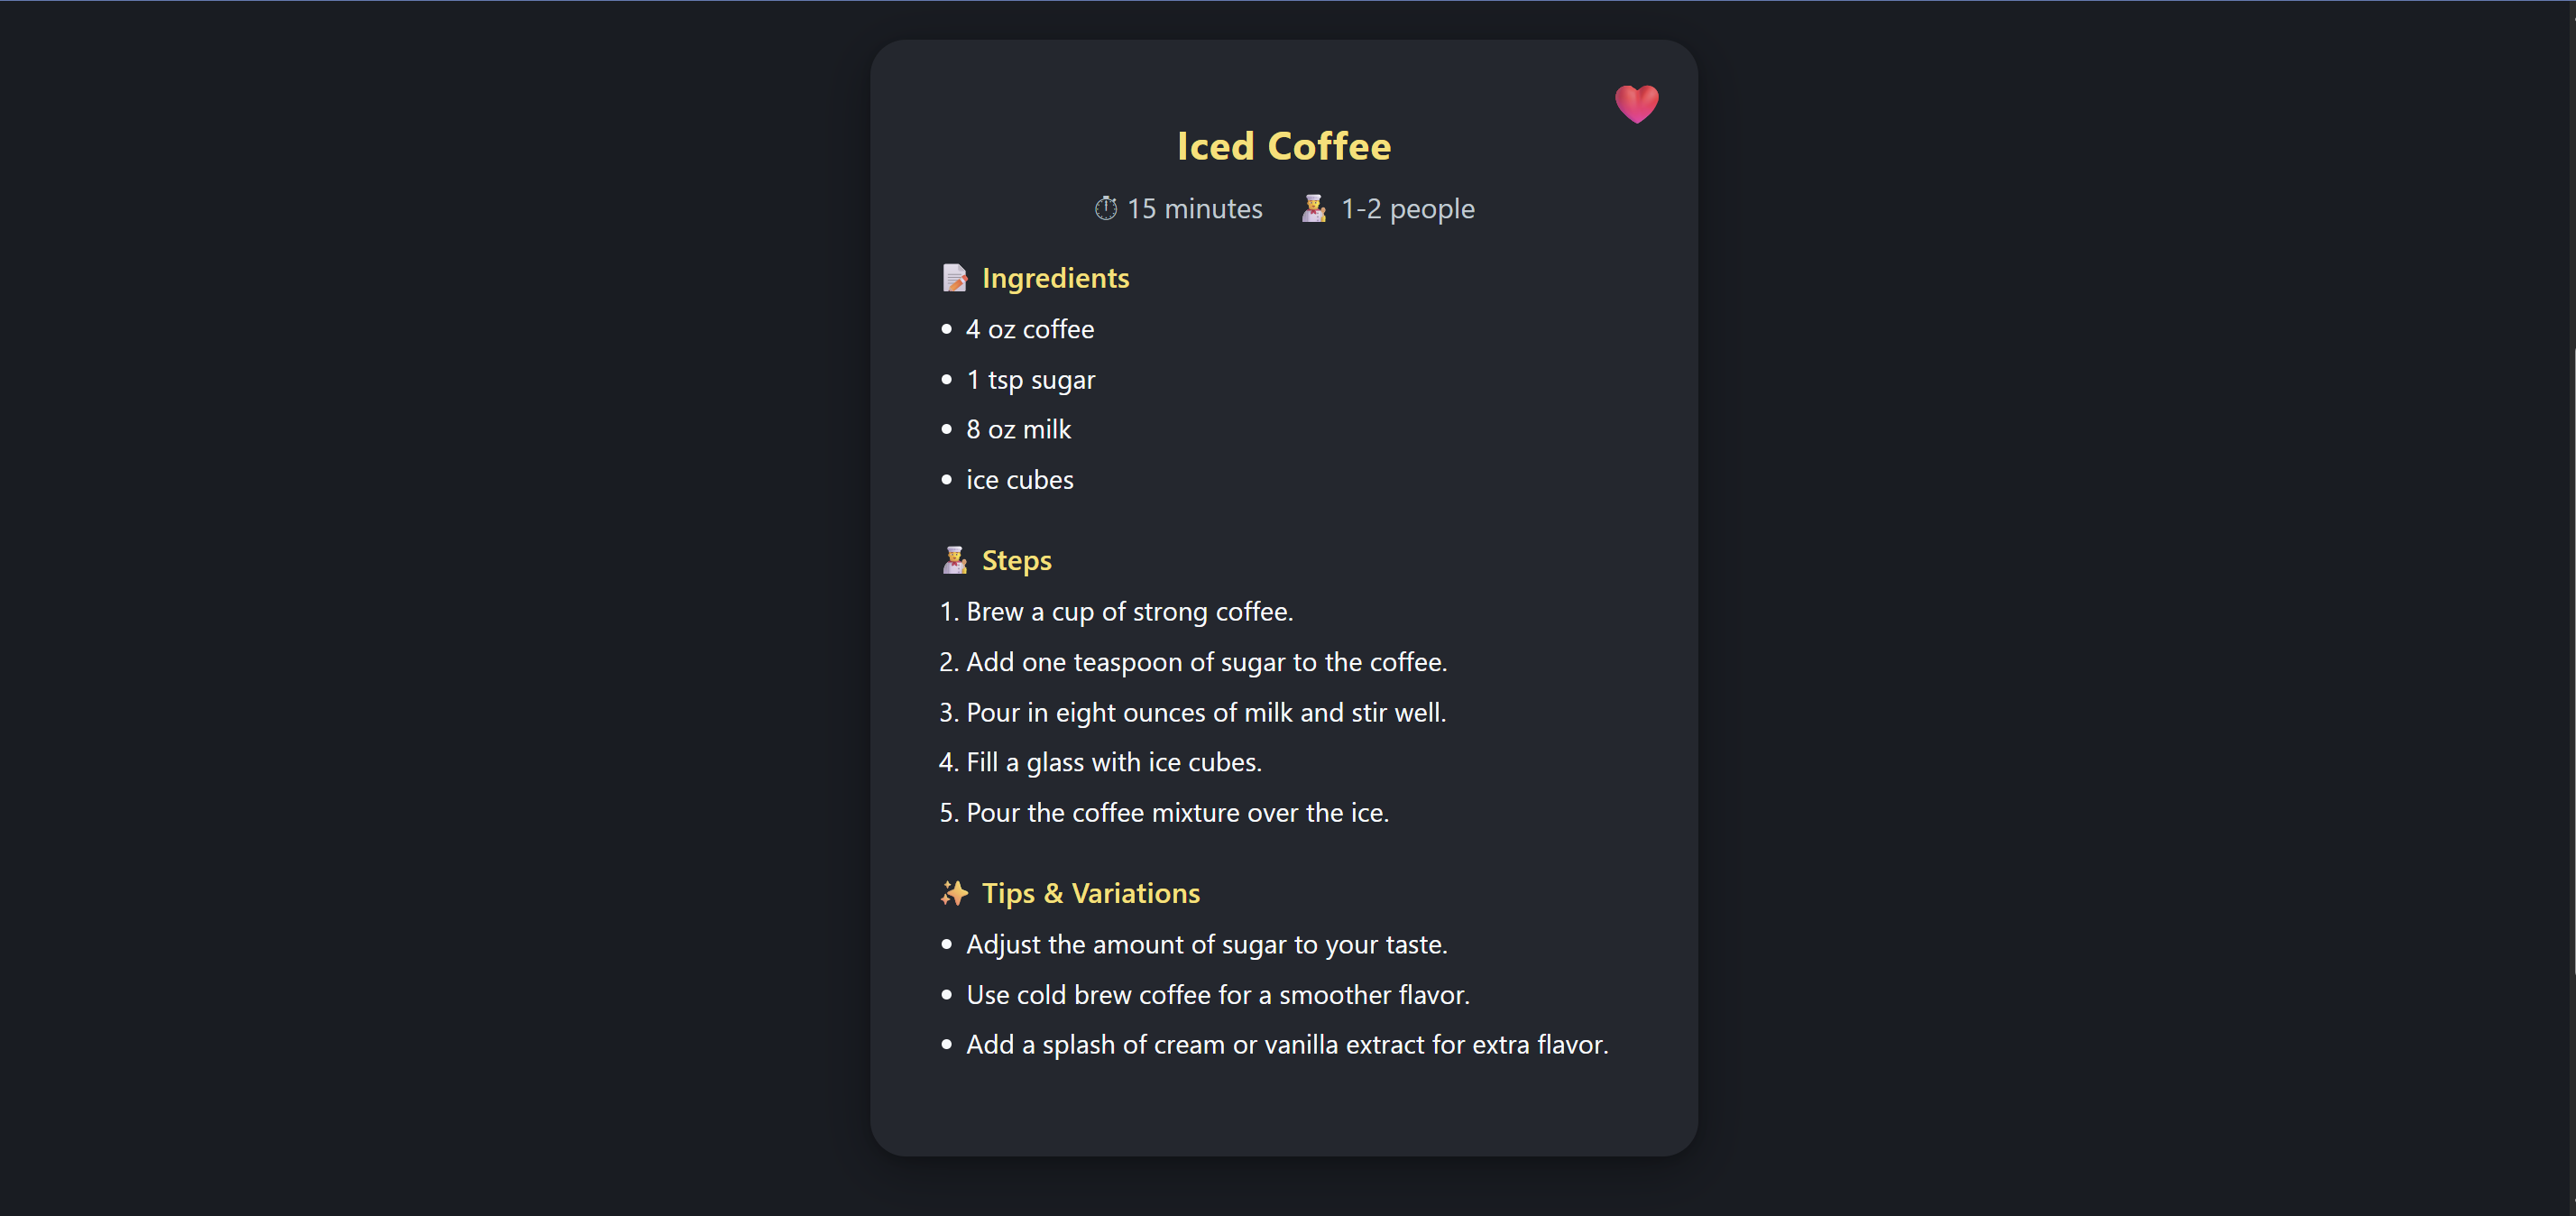 Iced Coffee
⏱ 15 minutes 👨‍🍳 1-2 people
📝 Ingredients
• 4 oz coffee
• 1 tsp sugar
• 8 oz milk
• ice cubes
👨‍🍳 Steps
1. Brew a cup of strong coffee.
2. Add one teaspoon of sugar to the coffee.
3. Pour in eight ounces of milk and stir well.
4. Fill a glass with ice cubes.
5. Pour the coffee mixture over the ice.
✨ Tips & Variations
• Adjust the amount of sugar to your taste.
• Use cold brew coffee for a smoother flavor.
• Add a splash of cream or vanilla extract for extra flavor.